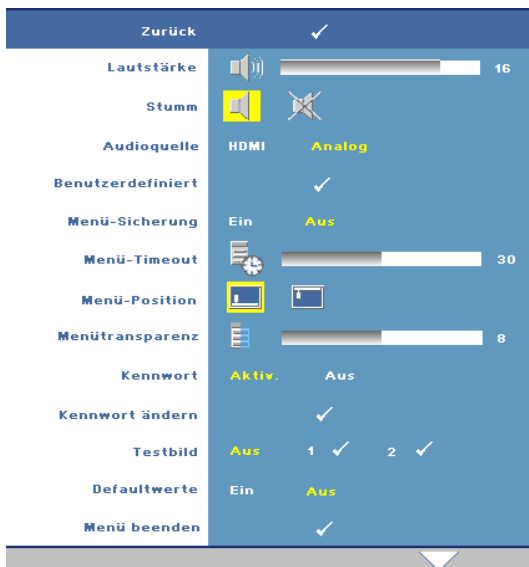 Zurück
Lautstärke 16
Stumm
Audioquelle HDMI Analog
Benutzerdefiniert
Menü-Sicherung Ein Aus
Menü-Timeout 30
Menü-Position
Menütransparenz 8
Kennwort Aktiv. Aus
Kennwort ändern
Testbild Aus 1 2
Defaultwerte Ein Aus
Menü beenden